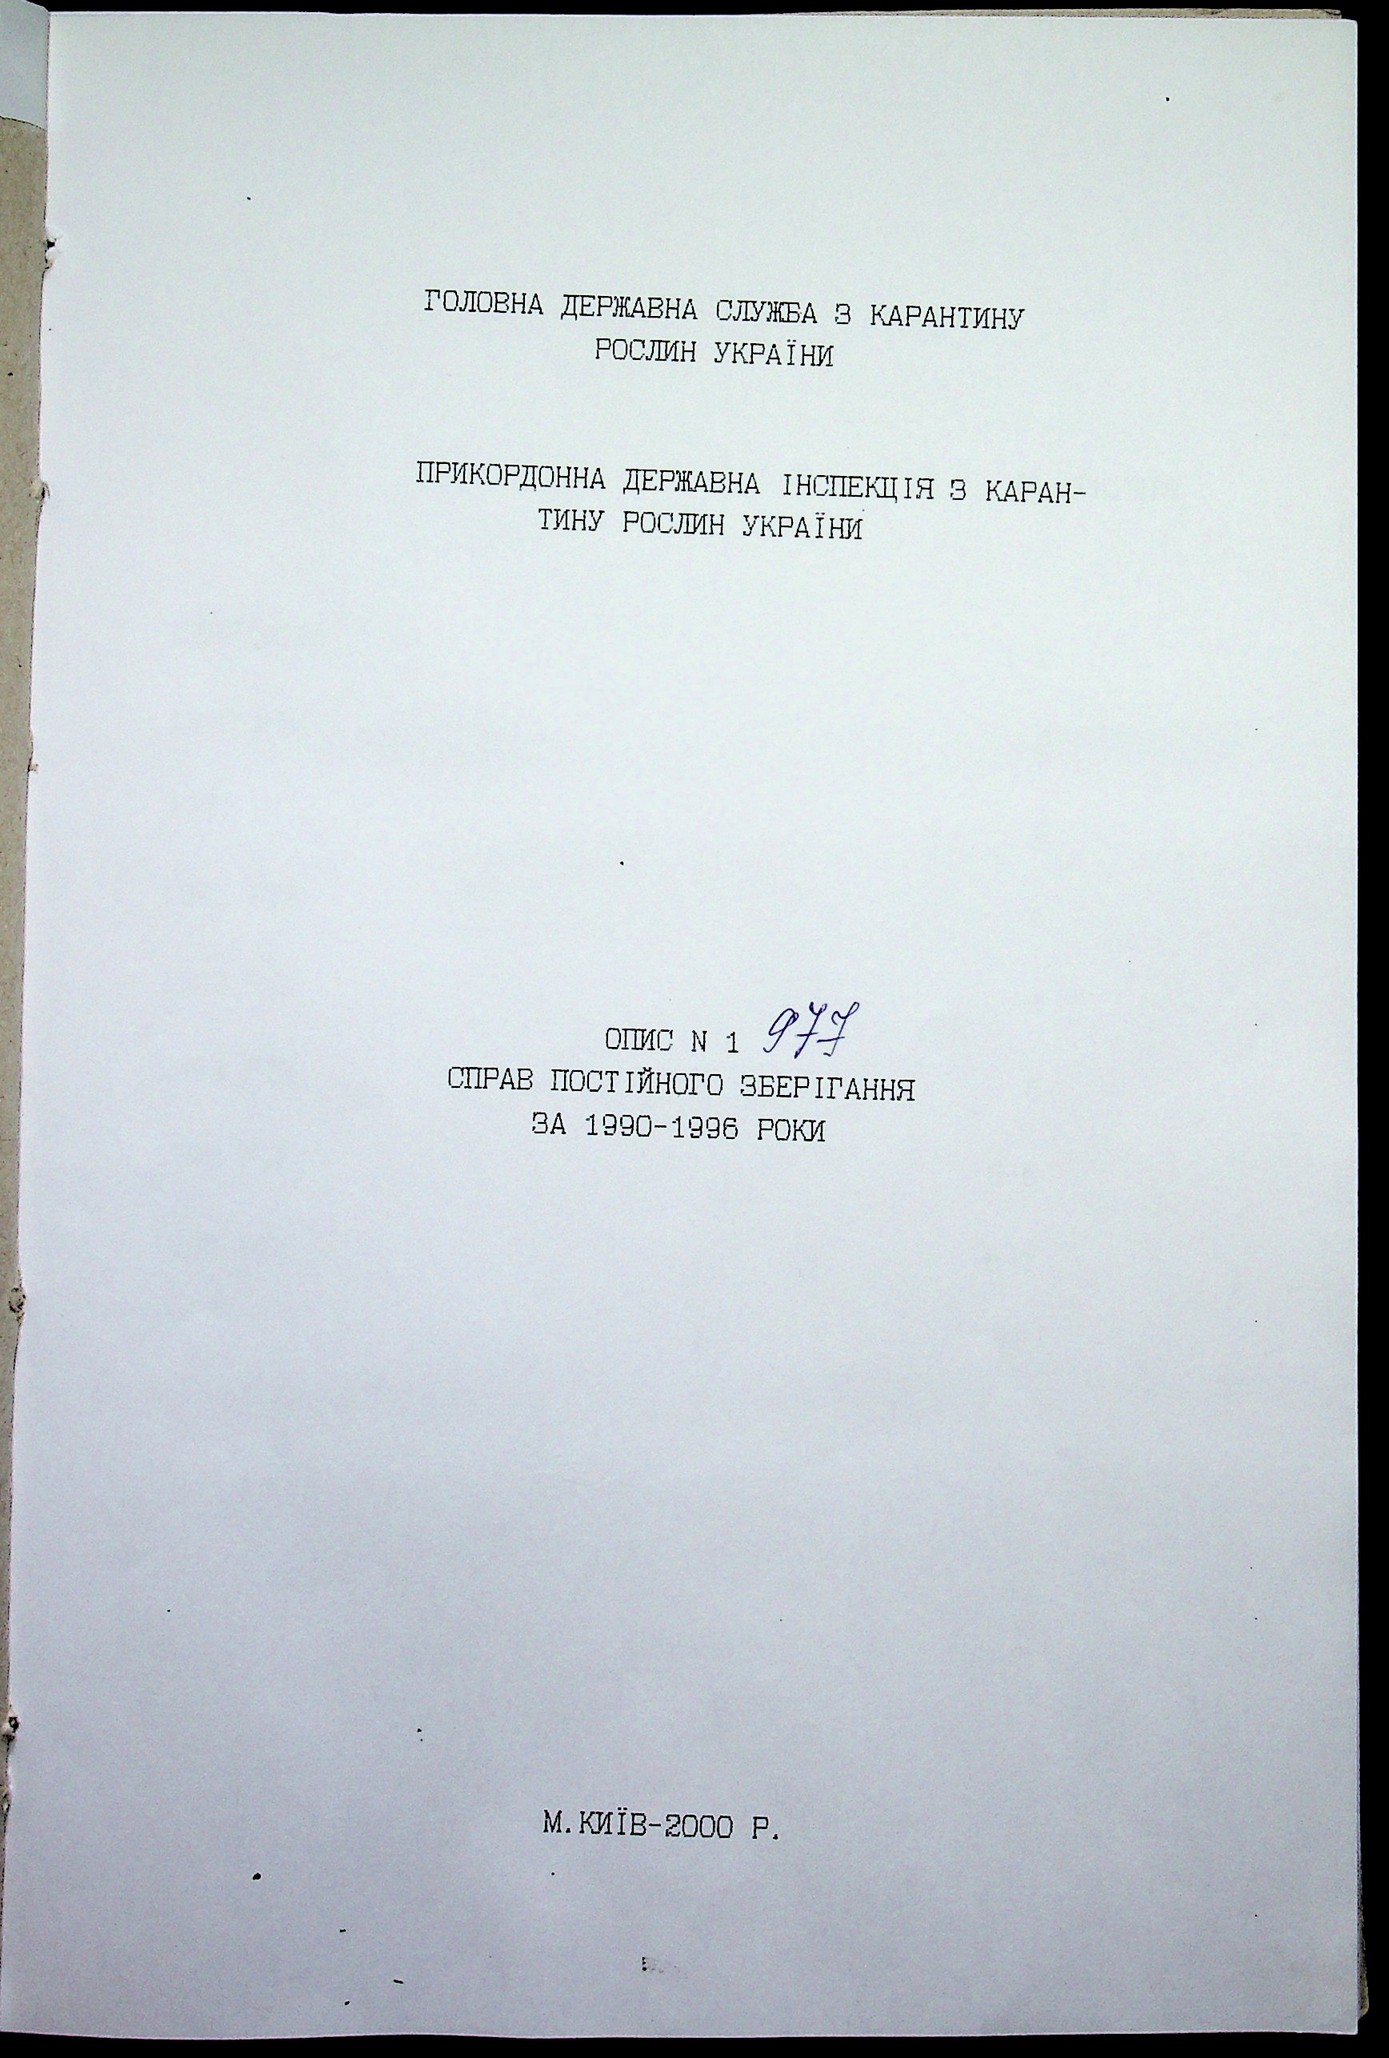 ГОЛОВНА ДЕРЖАВНА СЛУЖБА З КАРАНТИНУ
РОСЛИН УКРАЇНИ
ПРИКОРДОННА ДЕРЖАВНА ІНСПЕКЦІЯ З КАРАН-
ТИНУ РОСЛИН УКРАЇНИ
ОПИС N 1 977
СПРАВ ПОСТІЙНОГО ЗБЕРІГАННЯ
ЗА 1990-1996 РОКИ
М.КИЇВ-2000 Р.